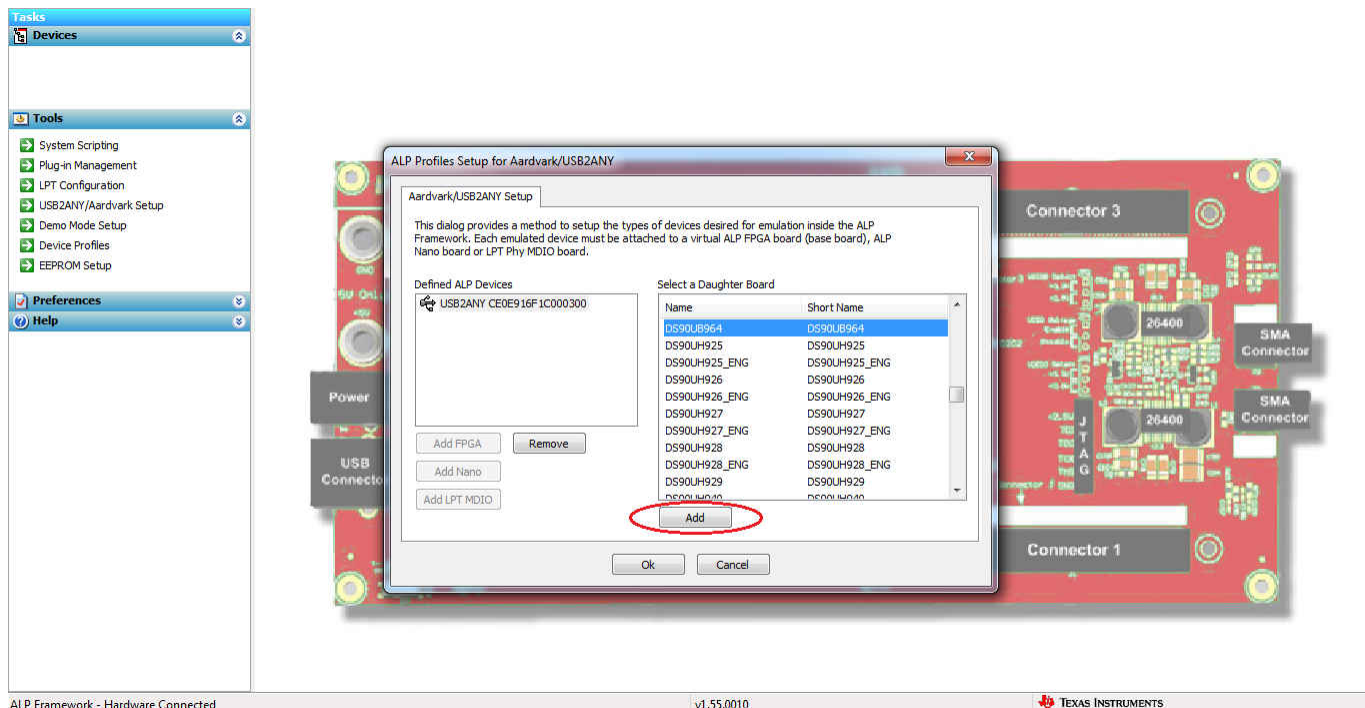 Tasks
Devices
Tools
System Scripting
Plug-in Management
LPT Configuration
USB2ANY/Aardvark Setup
Demo Mode Setup
Device Profiles
EEPROM Setup
Preferences
Help
ALP Profiles Setup for Aardvark/USB2ANY
Aardvark/USB2ANY Setup
This dialog provides a method to setup the types of devices desired for emulation inside the ALP
Framework. Each emulated device must be attached to a virtual ALP FPGA board (base board), ALP
Nano board or LPT Phy MDIO board.
Defined ALP Devices
USB2ANY CE0E916F1C000300
Add FPGA Remove
Add Nano
Add LPT MDIO
Select a Daughter Board
Name Short Name
DS90UB964 DS90UB964
DS90UH925 DS90UH925
DS90UH925_ENG DS90UH925_ENG
DS90UH926 DS90UH926
DS90UH926_ENG DS90UH926_ENG
DS90UH927 DS90UH927
DS90UH927_ENG DS90UH927_ENG
DS90UH928 DS90UH928
DS90UH928_ENG DS90UH928_ENG
DS90UH929 DS90UH929
DS90UH940 DS90UH940
Add
Ok Cancel
Power
USB
Connecto
GND
Connector 3
26400
SMA
Connector
SMA
Connector
26400
JTAG
Connector 1
ALP Framework - Hardware Connected
v1.55.0010
TEXAS INSTRUMENTS